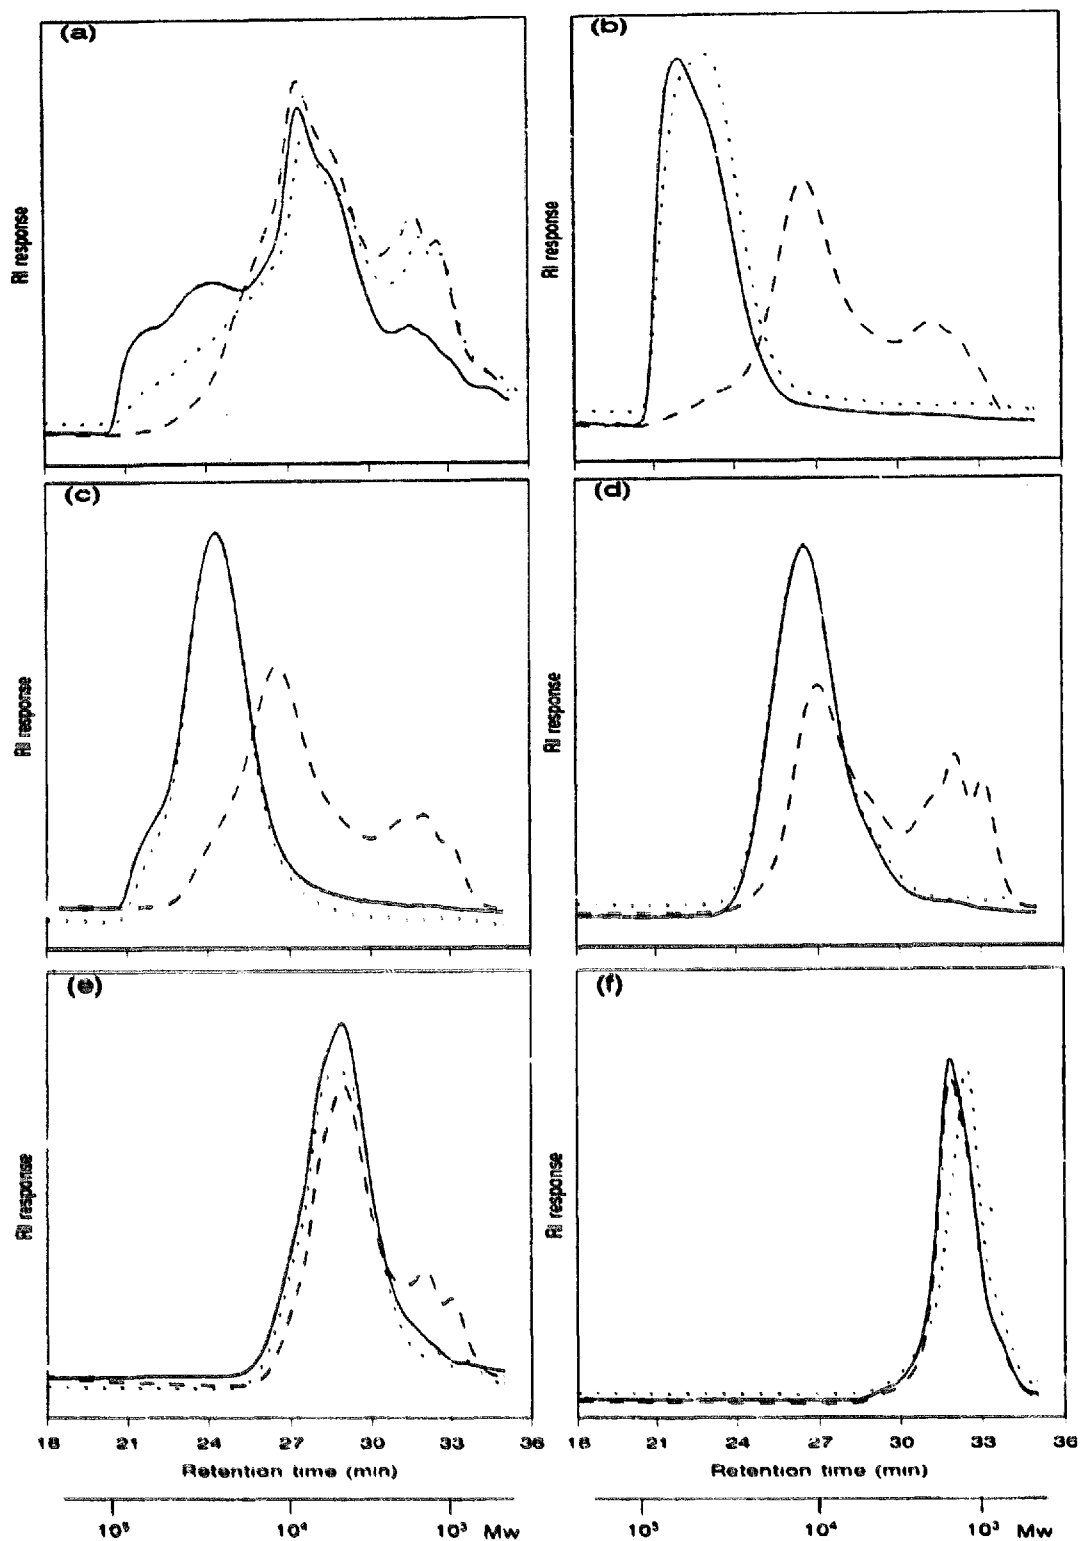 (a) (b)
RI response RI response
(c) (d)
RI response RI response
(e) (f)
RI response RI response
18 21 24 27 30 33 36 18 21 24 27 30 33 36
Retention time (min) Retention time (min)
10⁵ 10⁴ 10³ Mw 10⁵ 10⁴ 10³ Mw